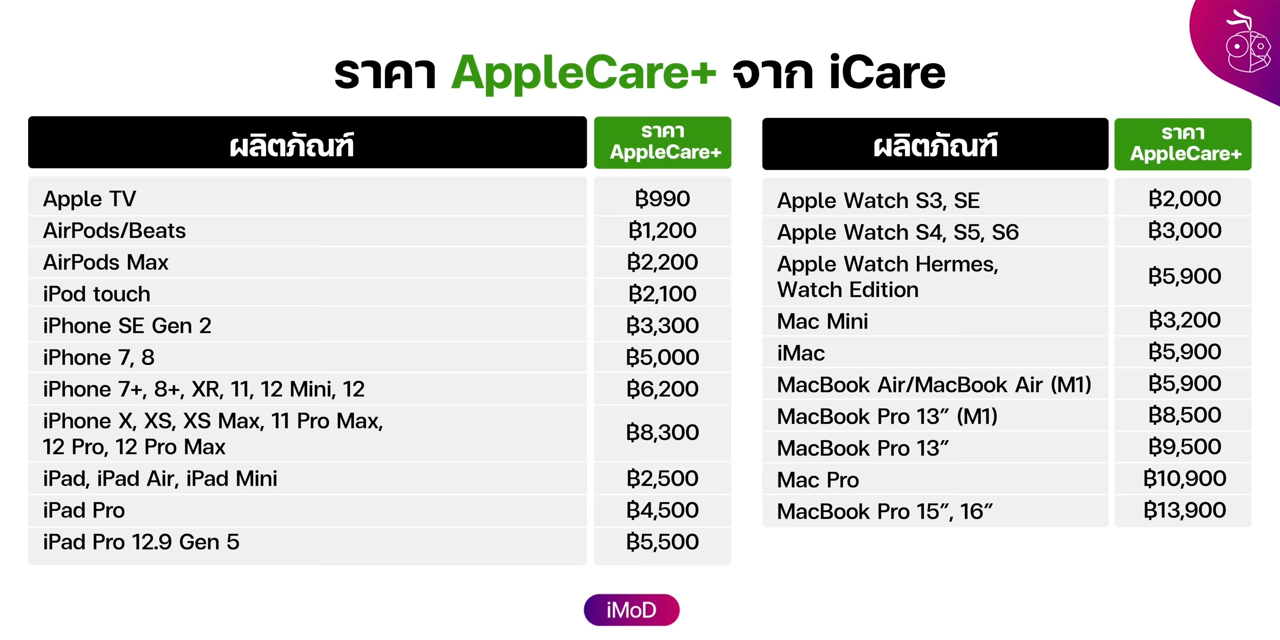 ราคา AppleCare+ จาก iCare
ผลิตภัณฑ์
ราคา
AppleCare+
Apple TV
฿990
AirPods/Beats
฿1,200
AirPods Max
฿2,200
iPod touch
฿2,100
iPhone SE Gen 2
฿3,300
iPhone 7, 8
฿5,000
iPhone 7+, 8+, XR, 11, 12 Mini, 12
฿6,200
iPhone X, XS, XS Max, 11 Pro Max,
12 Pro, 12 Pro Max
฿8,300
iPad, iPad Air, iPad Mini
฿2,500
iPad Pro
฿4,500
iPad Pro 12.9 Gen 5
฿5,500
ผลิตภัณฑ์
ราคา
AppleCare+
Apple Watch S3, SE
฿2,000
Apple Watch S4, S5, S6
฿3,000
Apple Watch Hermes,
Watch Edition
฿5,900
Mac Mini
฿3,200
iMac
฿5,900
MacBook Air/MacBook Air (M1)
฿5,900
MacBook Pro 13″ (M1)
฿8,500
MacBook Pro 13″
฿9,500
Mac Pro
฿10,900
MacBook Pro 15″, 16″
฿13,900
iMoD